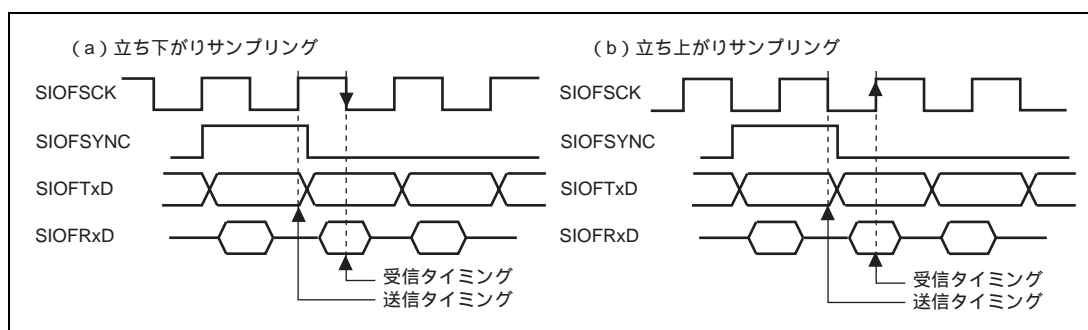 (a)立ち下がりサンプリング
SIOFSCK
SIOFSYNC
SIOFTxD
SIOFRxD
受信タイミング
送信タイミング
(b)立ち上がりサンプリング
SIOFSCK
SIOFSYNC
SIOFTxD
SIOFRxD
受信タイミング
送信タイミング